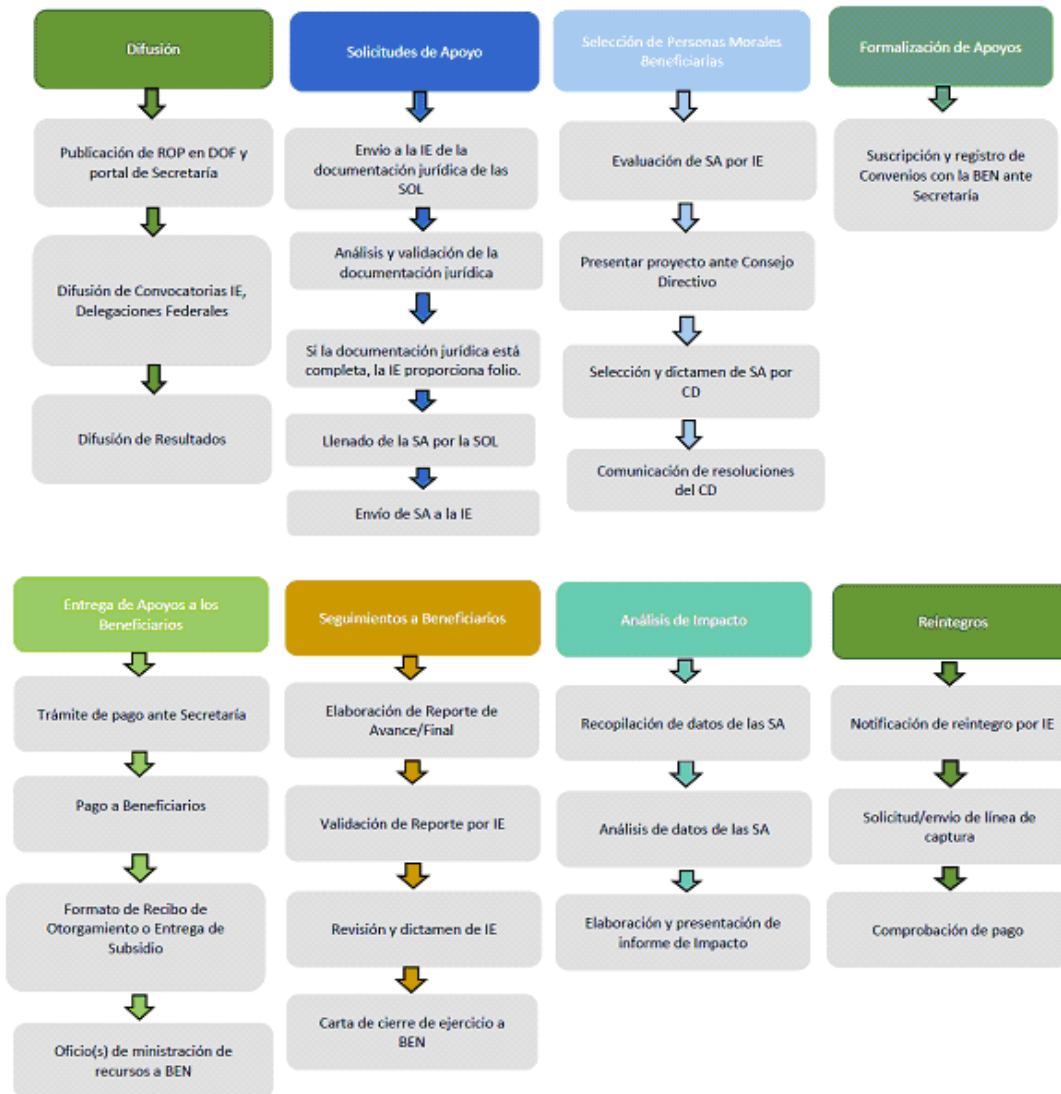 Difusión
Publicación de ROP en DOF y
portal de Secretaría
Difusión de Convocatorias IE,
Delegaciones Federales
Difusión de Resultados
Solicitudes de Apoyo
Envío a la IE de la
documentación jurídica de las
SOL
Análisis y validación de la
documentación jurídica
Si la documentación jurídica está
completa, la IE proporciona folio.
Llenado de la SA por la SOL
Envío de SA a la IE
Selección de Personas Morales
Beneficiarias
Evaluación de SA por IE
Presentar proyecto ante Consejo
Directivo
Selección y dictamen de SA por
CD
Comunicación de resoluciones
del CD
Formalización de Apoyos
Suscripción y registro de
Convenios con la BEN ante
Secretaría
Entrega de Apoyos a los
Beneficiarios
Trámite de pago ante Secretaría
Pago a Beneficiarios
Formato de Recibo de
Otorgamiento o Entrega de
Subsidio
Oficio(s) de ministración de
recursos a BEN
Seguimientos a Beneficiarios
Elaboración de Reporte de
Avance/Final
Validación de Reporte por IE
Revisión y dictamen de IE
Carta de cierre de ejercicio a
BEN
Análisis de Impacto
Recopilación de datos de las SA
Análisis de datos de las SA
Elaboración y presentación de
informe de Impacto
Reintegros
Notificación de reintegro por IE
Solicitud/envío de línea de
captura
Comprobación de pago